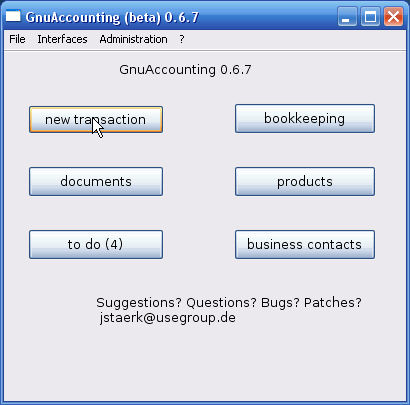 GnuAccounting (beta) 0.6.7
File Interfaces Administration ?
GnuAccounting 0.6.7
new transaction bookkeeping
documents products
to do (4) business contacts
Suggestions? Questions? Bugs? Patches?
jstaerk@usegroup.de